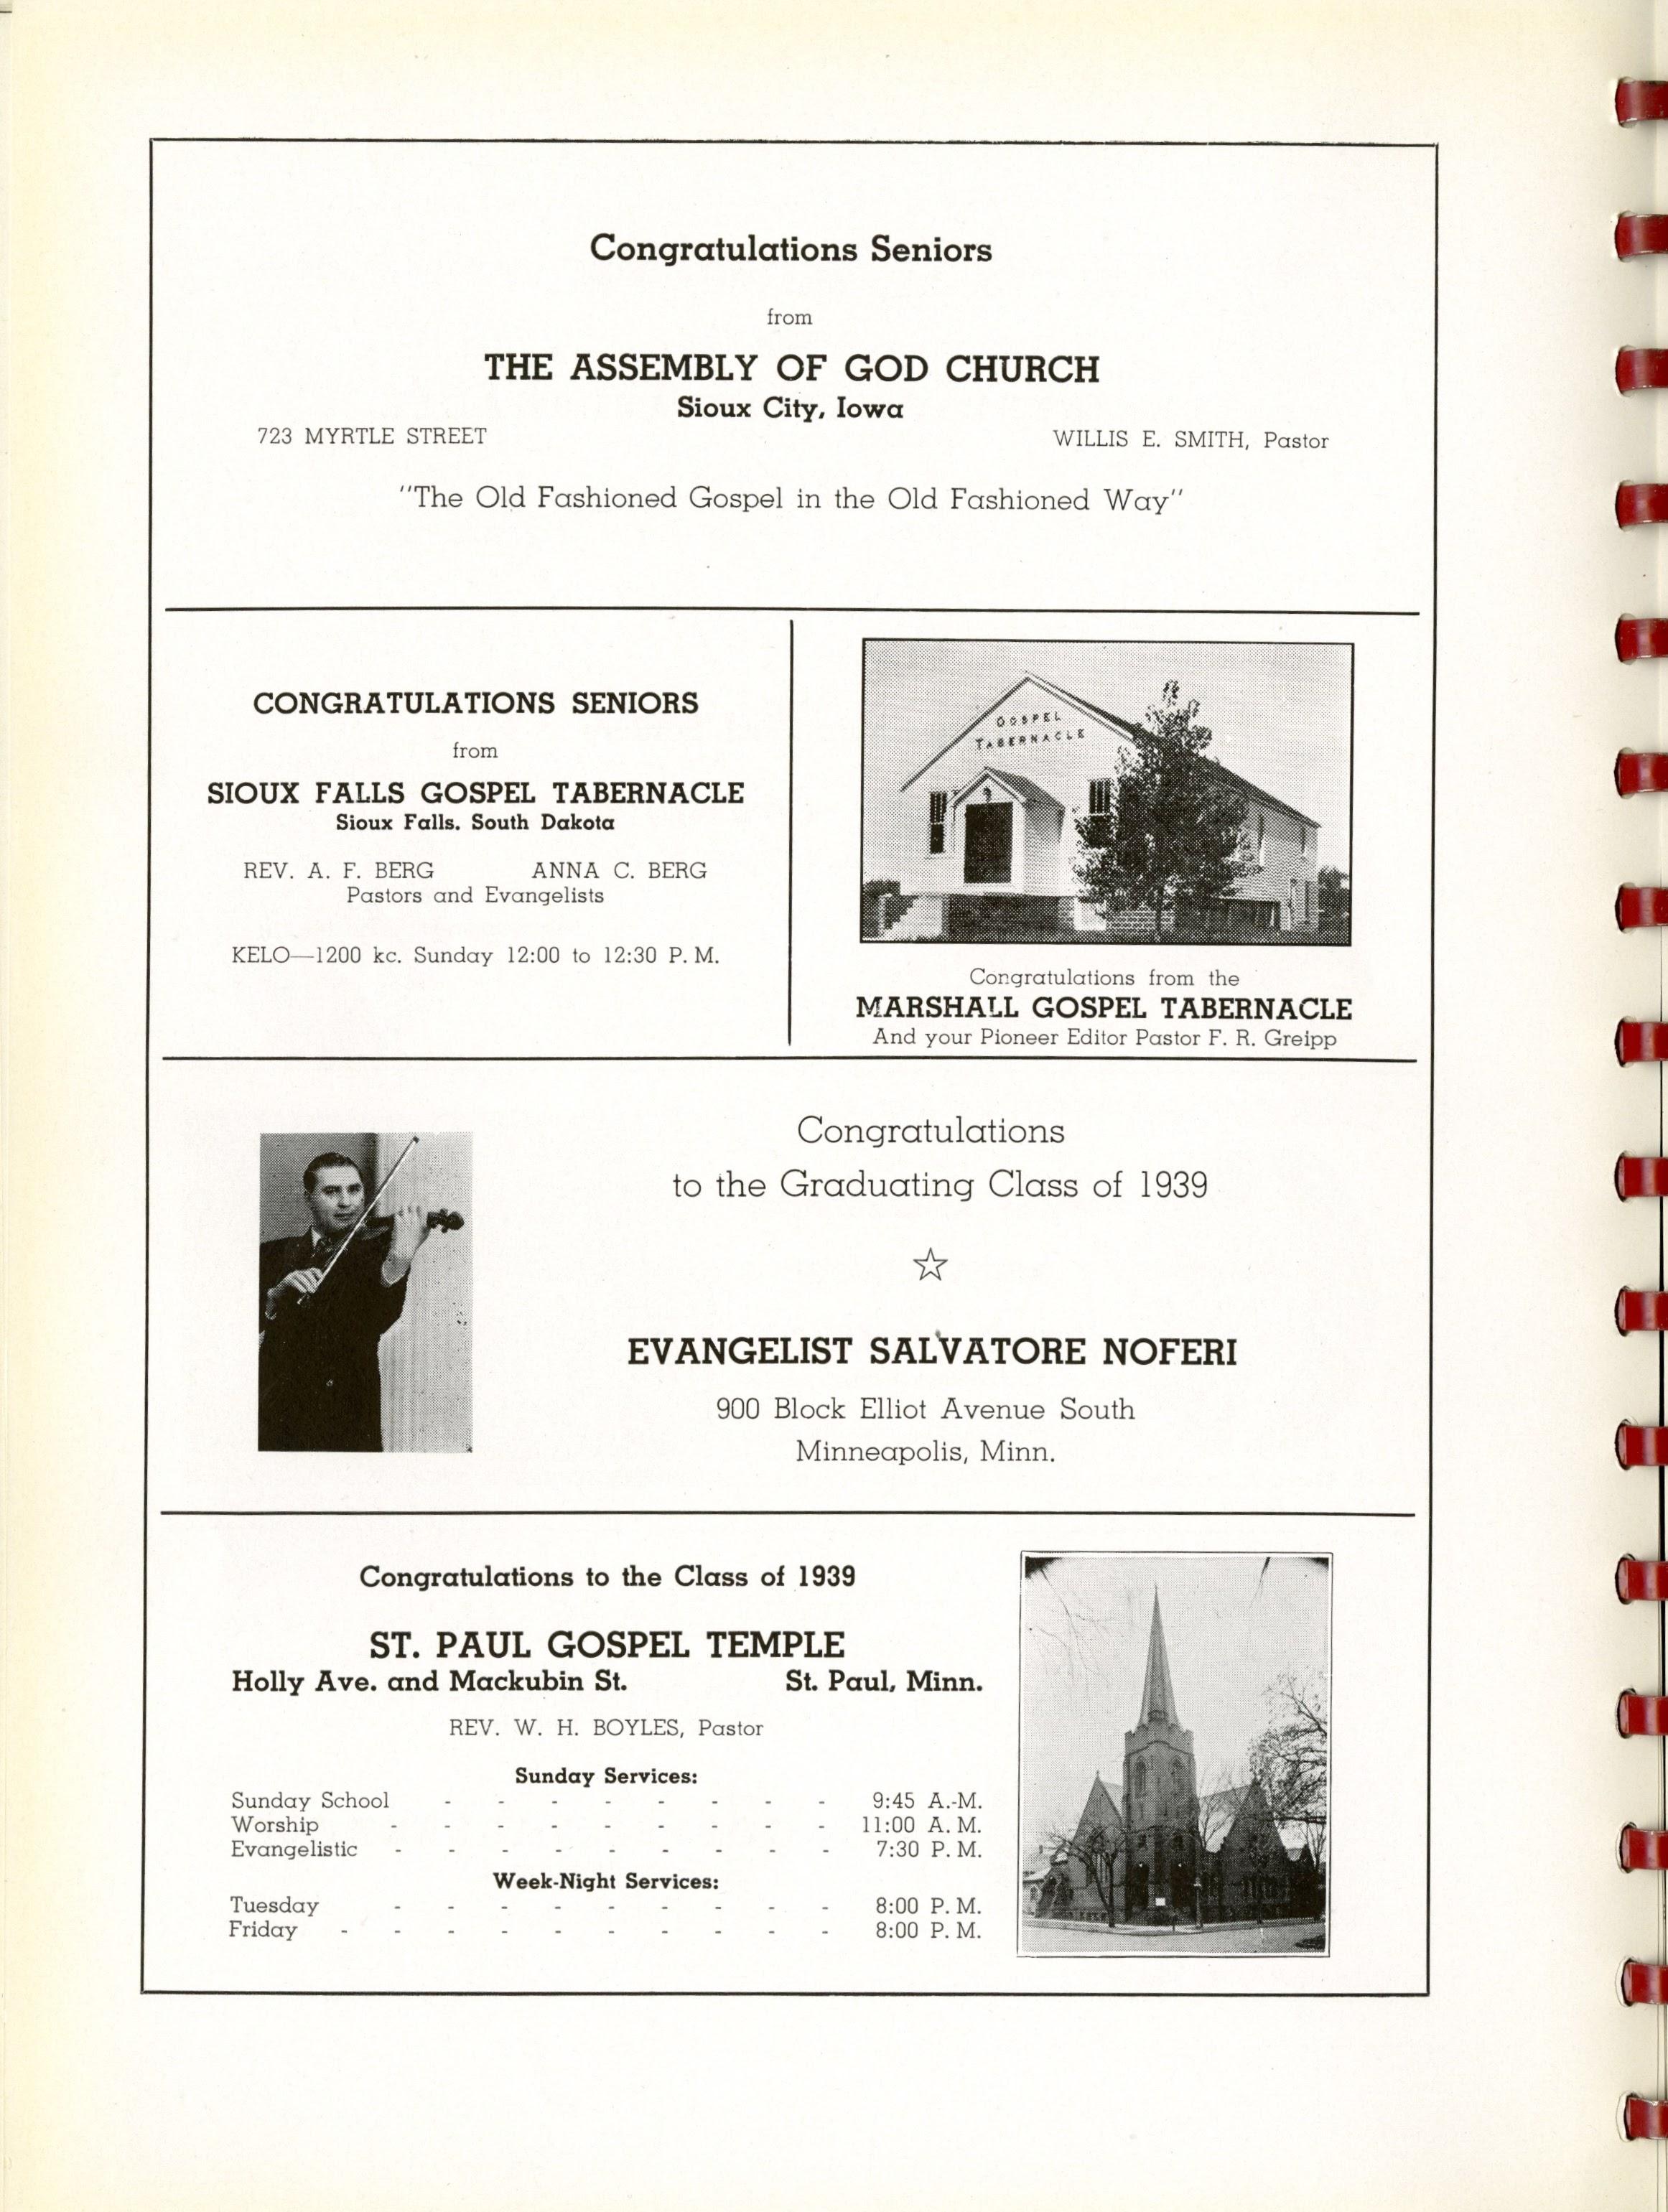 Congratulations Seniors
from
THE ASSEMBLY OF GOD CHURCH
Sioux City, Iowa
723 MYRTLE STREET WILLIS E. SMITH, Pastor
"The Old Fashioned Gospel in the Old Fashioned Way"
CONGRATULATIONS SENIORS
from
SIOUX FALLS GOSPEL TABERNACLE
Sioux Falls. South Dakota
REV. A. F. BERG ANNA C. BERG
Pastors and Evangelists
KELO—1200 kc. Sunday 12:00 to 12:30 P. M.
GOSPEL
TABERNACLE
Congratulations from the
MARSHALL GOSPEL TABERNACLE
And your Pioneer Editor Pastor F. R. Greipp
Congratulations
to the Graduating Class of 1939
EVANGELIST SALVATORE NOFERI
900 Block Elliot Avenue South
Minneapolis, Minn.
Congratulations to the Class of 1939
ST. PAUL GOSPEL TEMPLE
Holly Ave. and Mackubin St. St. Paul, Minn.
REV. W. H. BOYLES, Pastor
Sunday Services:
Sunday School - - - - - - - - 9:45 A.-M.
Worship - - - - - - - - - 11:00 A. M.
Evangelistic - - - - - - - - - 7:30 P. M.
Week-Night Services:
Tuesday - - - - - - - - - 8:00 P. M.
Friday - - - - - - - - - - 8:00 P. M.